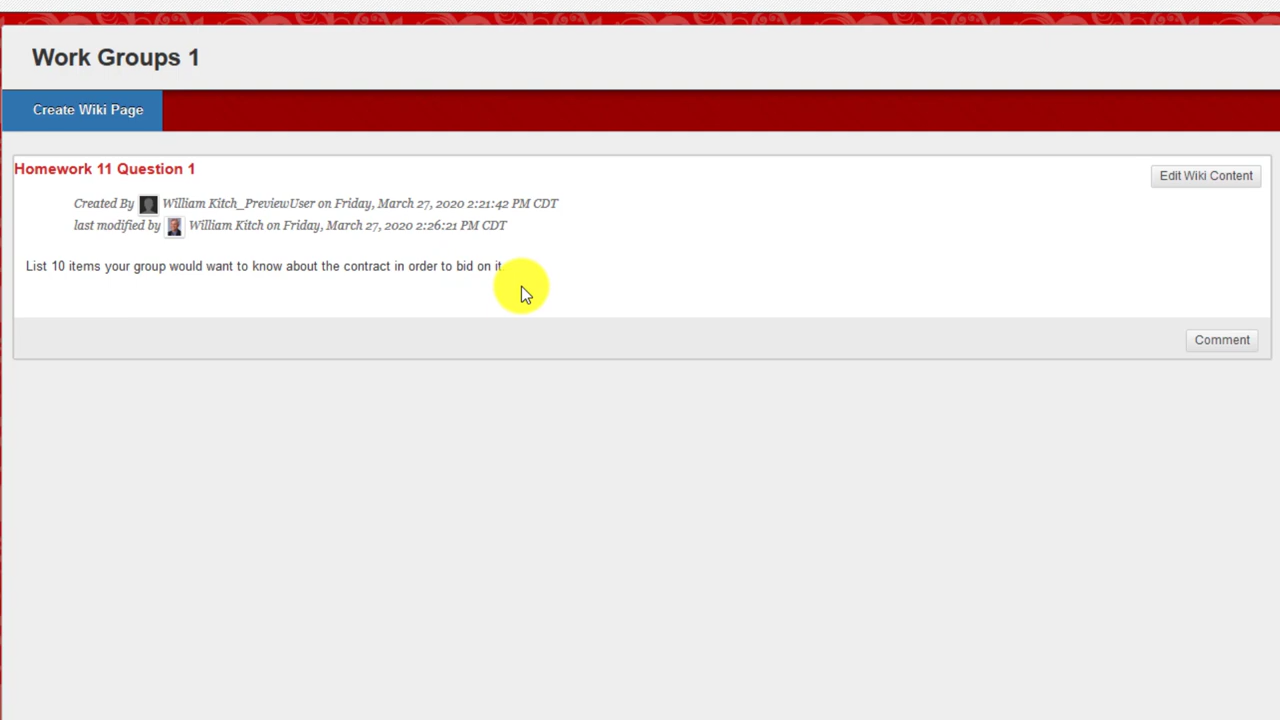 Work Groups 1
Create Wiki Page
Homework 11 Question 1
Edit Wiki Content
Created By William Kitch_PreviewUser on Friday, March 27, 2020 2:21:42 PM CDT
last modified by William Kitch on Friday, March 27, 2020 2:26:21 PM CDT
List 10 items your group would want to know about the contract in order to bid on it.
Comment